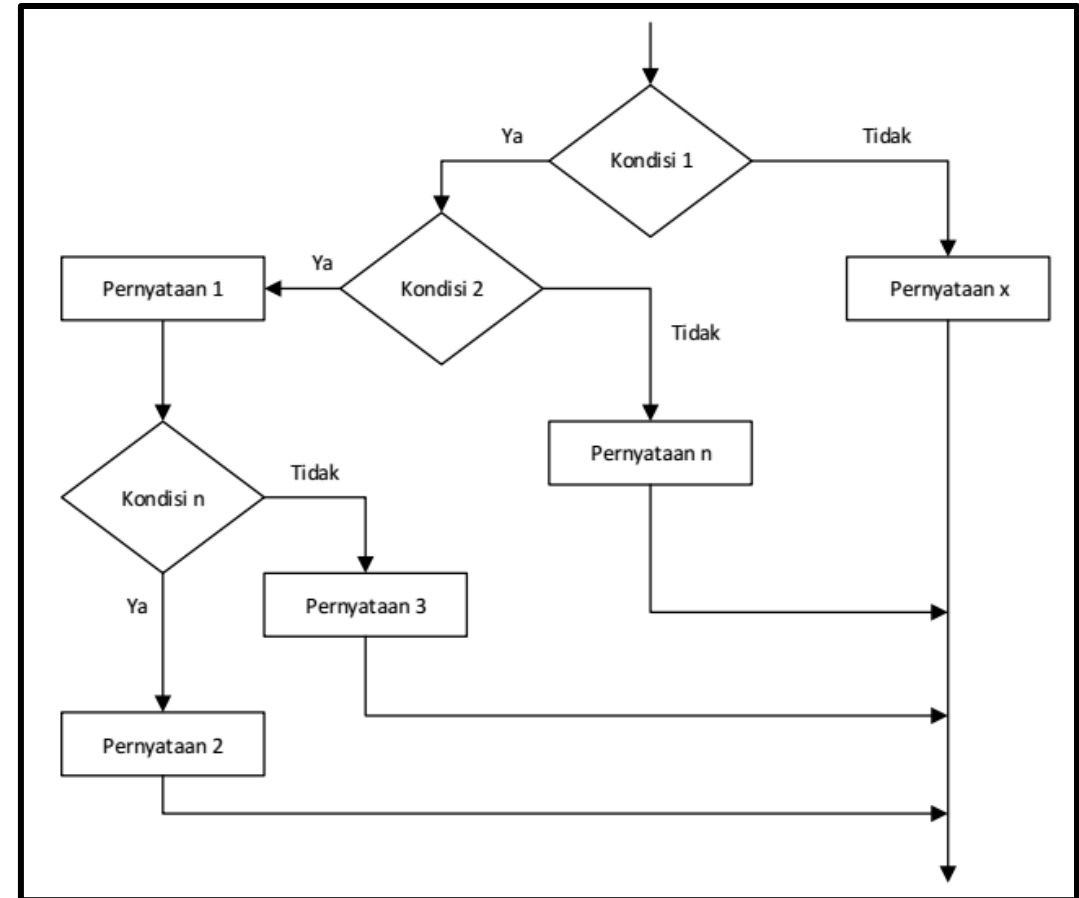 Ya
Tidak
Kondisi 1
Ya
Pernyataan 1
Kondisi 2
Pernyataan x
Tidak
Pernyataan n
Tidak
Kondisi n
Ya
Pernyataan 3
Pernyataan 2